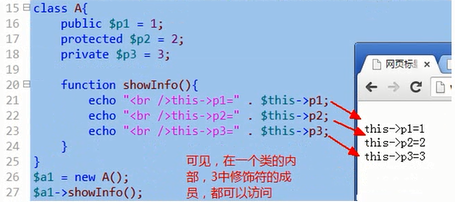 15 class A{
16 public $p1 = 1;
17 protected $p2 = 2;
18 private $p3 = 3;
19
20 function showInfo(){
21 echo "<br />this->p1=" . $this->p1;
22 echo "<br />this->p2=" . $this->p2;
23 echo "<br />this->p3=" . $this->p3;
24 }
25 }
26 $a1 = new A();
27 $a1->showInfo();
可见，在一个类的内
部，3中修饰符的成
员，都可以访问
网页标题
this->p1=1
this->p2=2
this->p3=3